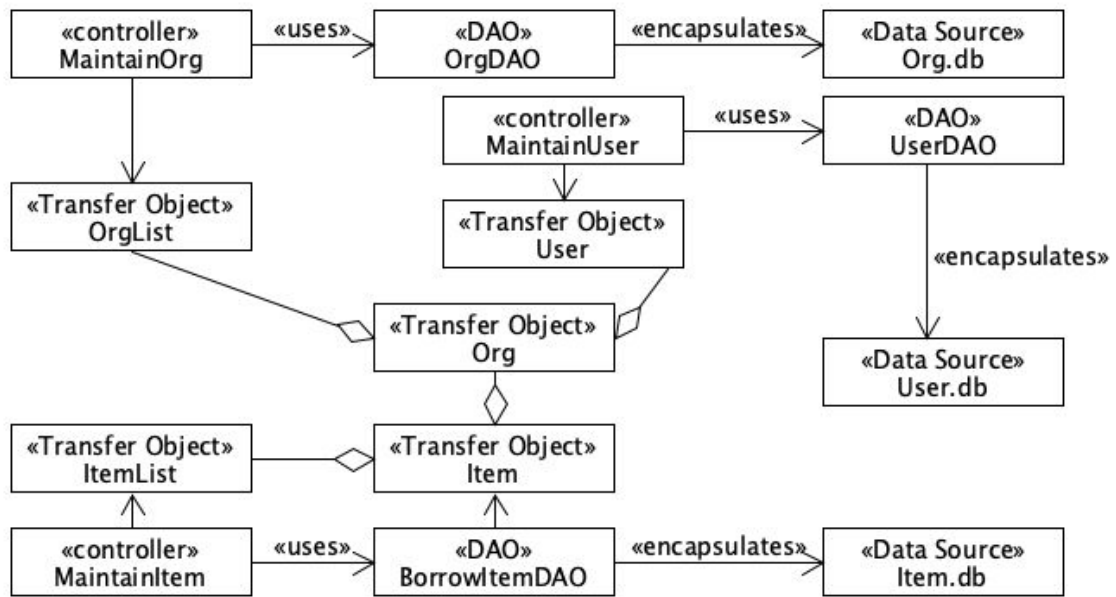 «controller»
MaintainOrg
«uses»
«DAO»
OrgDAO
«encapsulates»
«Data Source»
Org.db
«controller»
MaintainUser
«uses»
«DAO»
UserDAO
«Transfer Object»
OrgList
«Transfer Object»
User
«encapsulates»
«Transfer Object»
Org
«Data Source»
User.db
«Transfer Object»
ItemList
«Transfer Object»
Item
«controller»
MaintainItem
«uses»
«DAO»
BorrowItemDAO
«encapsulates»
«Data Source»
Item.db